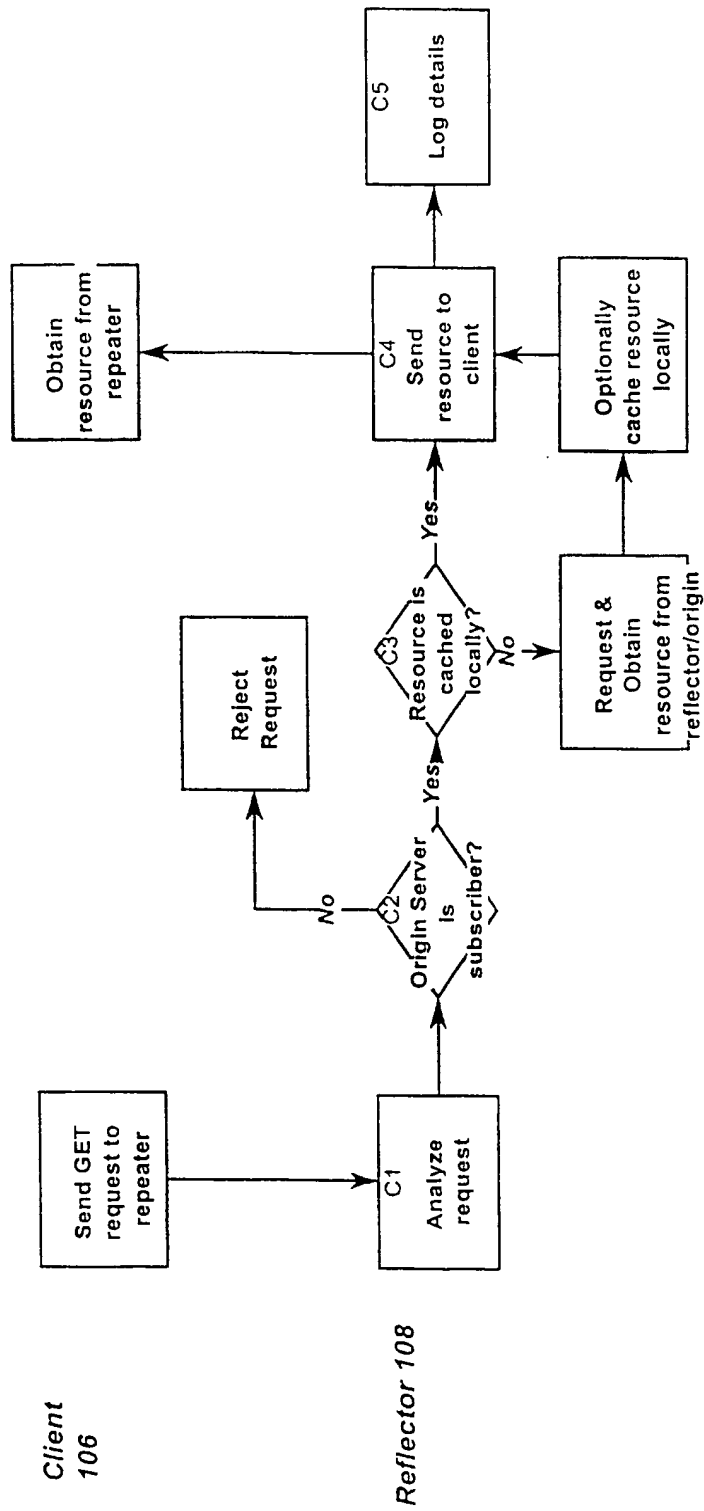 Client
106
Send GET
request to
repeater
Obtain
resource from
repeater
Reflector 108
C1
Analyze
request
C2
Origin Server
is
subscriber?
No
Reject
Request
Yes
C3
Resource is
cached
locally?
Yes
No
Request &
Obtain
resource from
reflector/origin
Optionally
cache resource
locally
C4
Send
resource to
client
C5
Log details